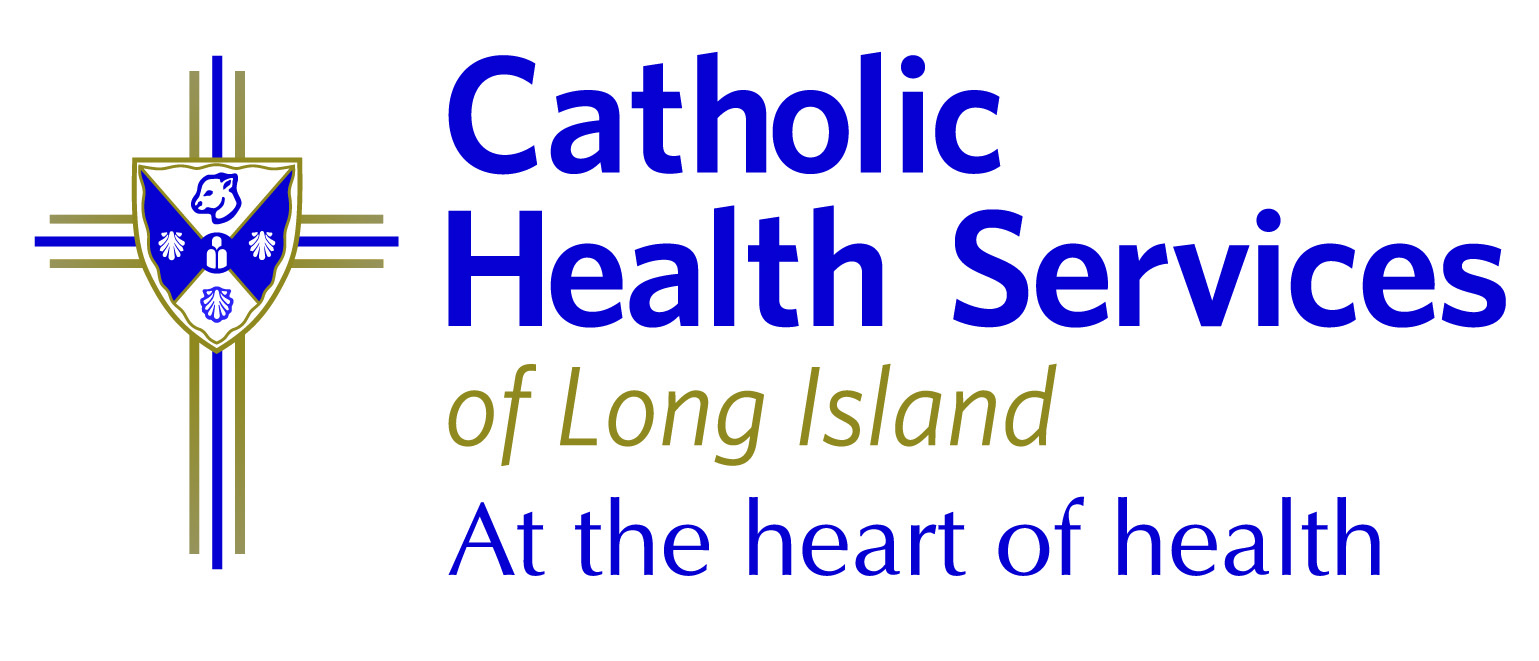 Catholic
Health Services
of Long Island
At the heart of health